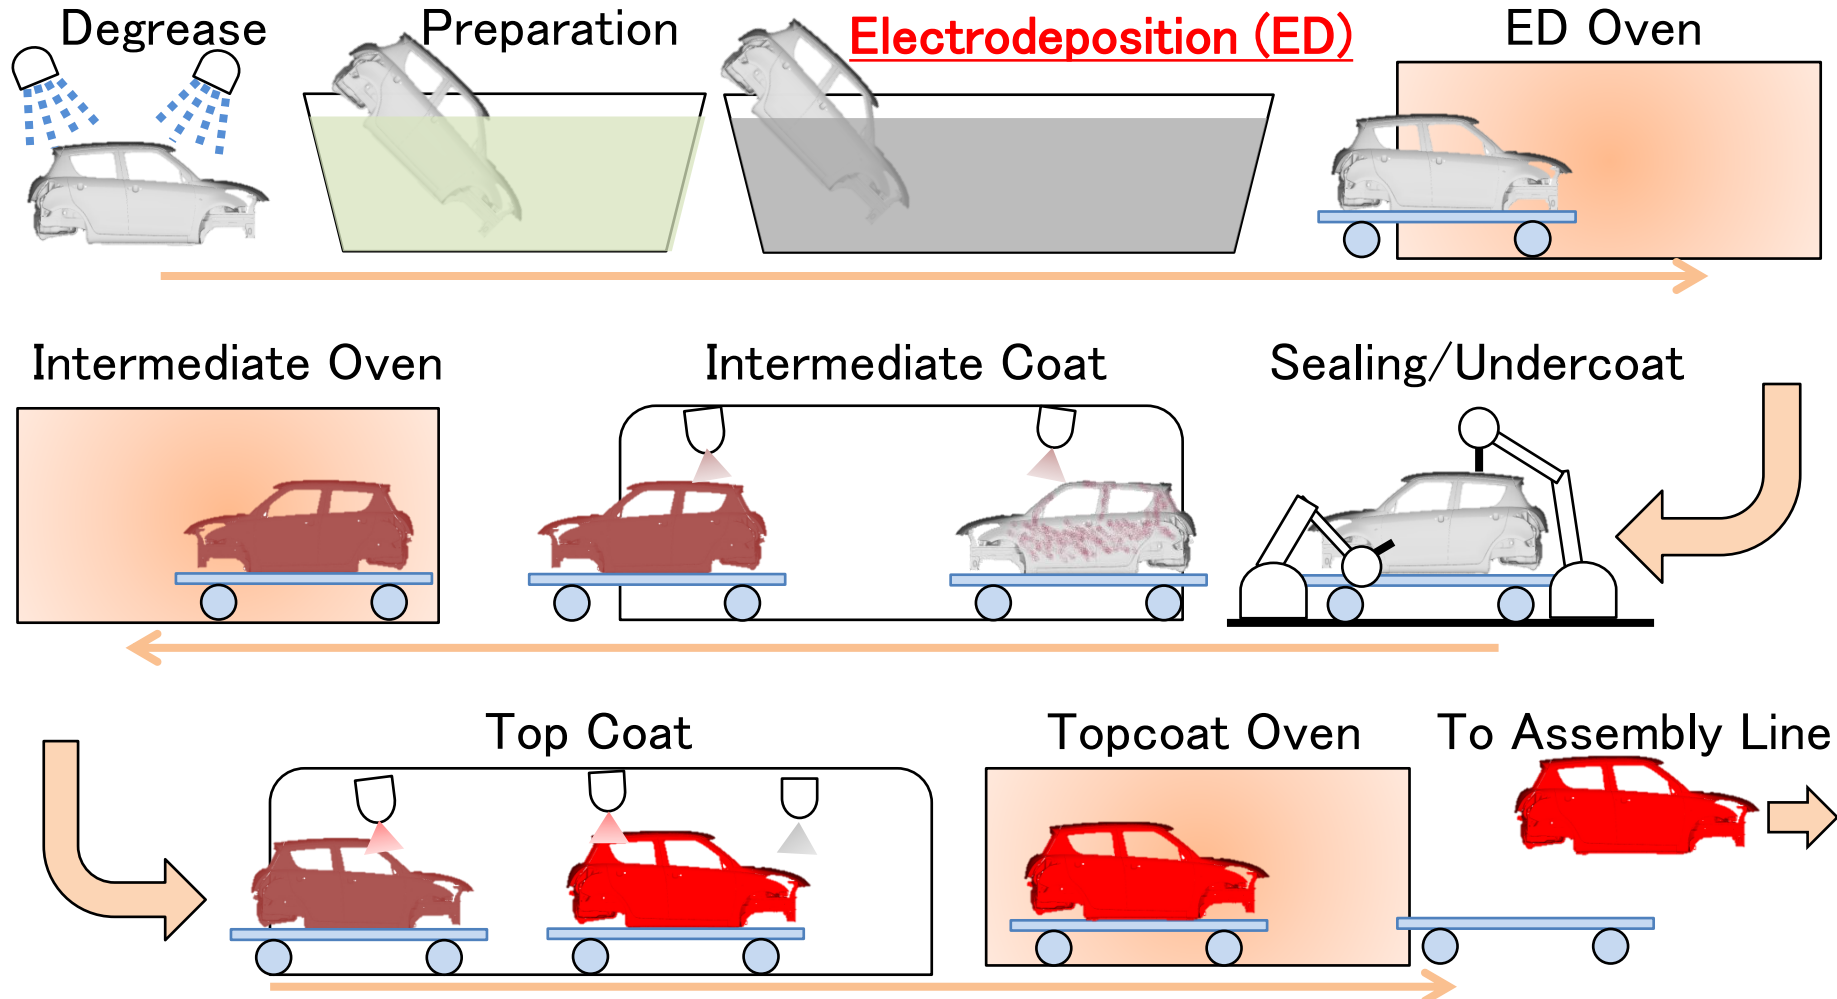 Degrease
Preparation
Electrodeposition (ED)
ED Oven
Intermediate Oven
Intermediate Coat
Sealing/Undercoat
Top Coat
Topcoat Oven
To Assembly Line